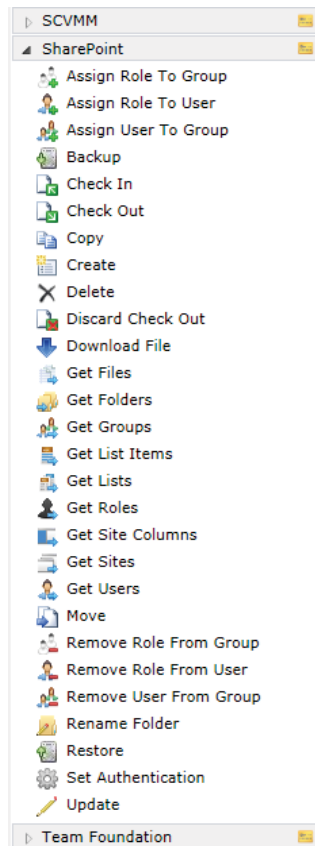 SCVMM
SharePoint
Assign Role To Group
Assign Role To User
Assign User To Group
Backup
Check In
Check Out
Copy
Create
Delete
Discard Check Out
Download File
Get Files
Get Folders
Get Groups
Get List Items
Get Lists
Get Roles
Get Site Columns
Get Sites
Get Users
Move
Remove Role From Group
Remove Role From User
Remove User From Group
Rename Folder
Restore
Set Authentication
Update
Team Foundation